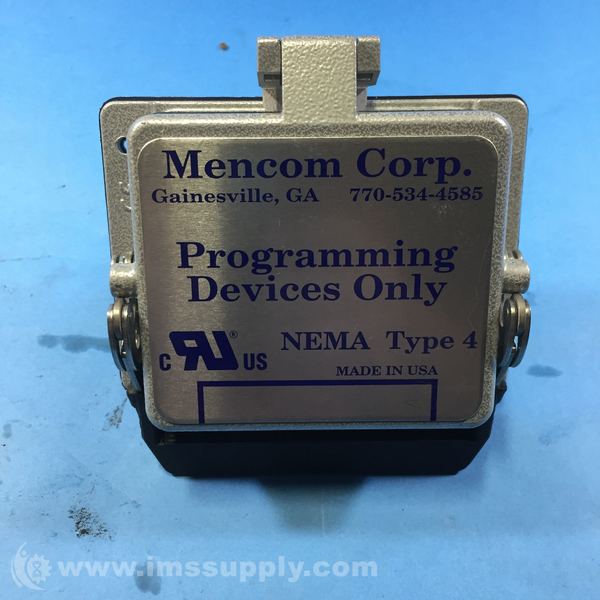 Mencom Corp.
Gainesville, GA 770-534-4585
Programming
Devices Only
c RU ® US NEMA Type 4
MADE IN USA
www.imssupply.com